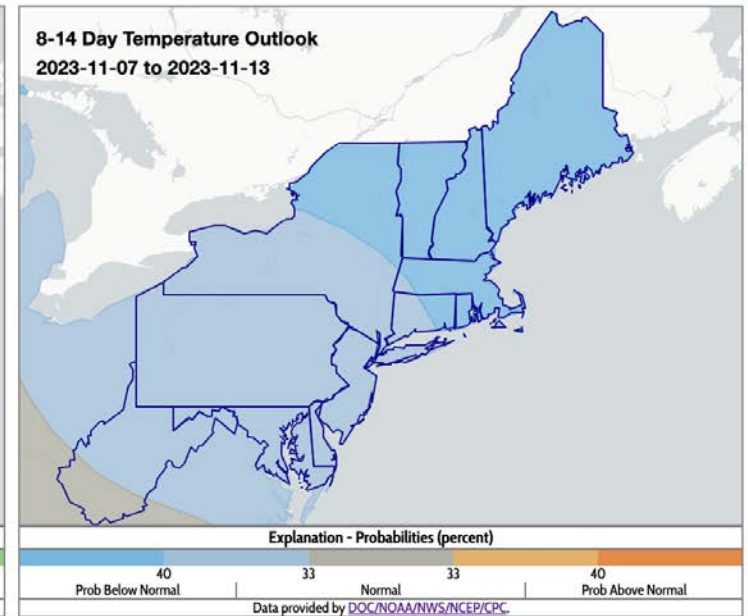 8-14 Day Temperature Outlook
2023-11-07 to 2023-11-13
Explanation - Probabilities (percent)
40 33 33 40
Prob Below Normal | Normal | Prob Above Normal
Data provided by DOC/NOAA/NWS/NCEP/CPC.